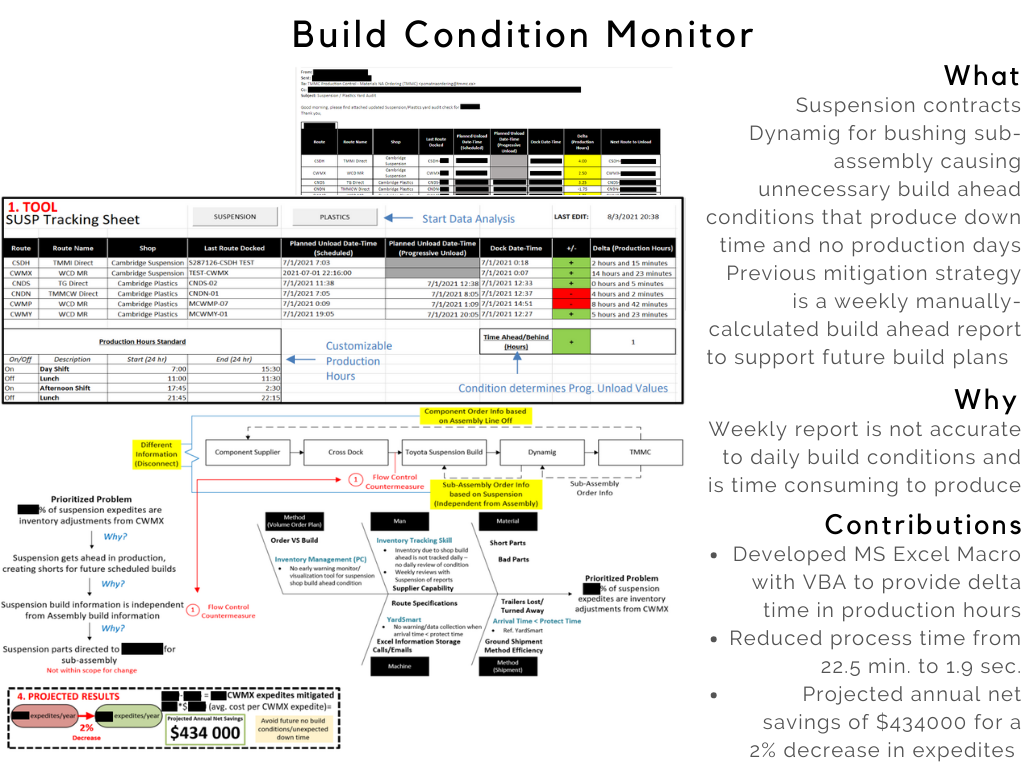 Build Condition Monitor
From:
Sent:
Cc:
Subject: Suspension / Plastics Yard Audit
Good morning, please find attached updated Suspension/Plastics yard audit check for
Thank you,
Route Route Name Shop Last Route Docked Planned Unload Date-Time (Scheduled) Planned Unload Date-Time (Progressive Unload) Dock Date-Time Delta (Production Hours) Next Route to Unload
CSDH TMMI Direct Cambridge Suspension CSDH- 4.00 CSDH-
CWMX WCD MR Cambridge Suspension CWMX- 2.50 CWMX-
CNDS TG Direct Cambridge Plastics CNDS- CNDS-
CNDN TMMCW Direct Cambridge Plastics CNDN- -1.75 CNDN-
1. TOOL
SUSP Tracking Sheet
SUSPENSION
PLASTICS
Start Data Analysis
LAST EDIT: 8/3/2021 20:38
Route Route Name Shop Last Route Docked Planned Unload Date-Time (Scheduled) Planned Unload Date-Time (Progressive Unload) Dock Date-Time +/- Delta (Production Hours)
CSDH TMMI Direct Cambridge Suspension S287126-CSDH TEST 7/1/2021 7:03 7/1/2021 0:18 + 2 hours and 15 minutes
CWMX WCD MR Cambridge Suspension TEST-CWMX 2021-07-01 22:16:00 7/1/2021 0:07 + 14 hours and 23 minutes
CNDS TG Direct Cambridge Plastics CNDS-02 7/1/2021 11:38 7/1/2021 12:38 7/1/2021 12:33 + 0 hours and 5 minutes
CNDN TMMCW Direct Cambridge Plastics CNDN-01 7/1/2021 7:05 7/1/2021 8:05 7/1/2021 12:37 - 4 hours and 2 minutes
CWMP WCD MR Cambridge Plastics MCWMP-07 7/1/2021 0:09 7/1/2021 1:09 7/1/2021 14:51 - 8 hours and 42 minutes
CWMY WCD MR Cambridge Plastics MCWMY-01 7/1/2021 19:05 7/1/2021 20:05 7/1/2021 12:27 + 5 hours and 23 minutes
Production Hours Standard
On/Off Description Start (24 hr) End (24 hr)
On Day Shift 7:00 15:30
Off Lunch 11:00 11:30
On Afternoon Shift 17:45 2:30
Off Lunch 21:45 22:15
Customizable
Production
Hours
Time Ahead/Behind
(Hours)
+ 1
Condition determines Prog. Unload Values
Component Order Info based
on Assembly Line Off
Different
Information
(Disconnect)
Component Supplier
Cross Dock
Toyota Suspension Build
Dynamig
TMMC
1 Flow Control
Countermeasure
Sub-Assembly Order Info
based on Suspension
(Independent from Assembly)
Sub-Assembly
Order Info
Prioritized Problem
% of suspension expedites are
inventory adjustments from CWMX
Why?
Suspension gets ahead in production,
creating shorts for future scheduled builds
Why?
Suspension build information is independent
from Assembly build information
1 Flow Control
Countermeasure
Why?
Suspension parts directed to for
sub-assembly
Not within scope for change
Method
(Volume Order Plan)
Man
Material
Order VS Build
Inventory Management (PC)
• No early warning monitor/
visualization tool for suspension
shop build ahead condition
Inventory Tracking Skill
• Inventory due to shop build
ahead is not tracked daily –
no daily review of condition
• Weekly reviews with
Suspension of reports
Supplier Capability
Short Parts
Bad Parts
Prioritized Problem
% of suspension
expedites are inventory
adjustments from CWMX
Route Specifications
YardSmart
• No warning/data collection when
arrival time < protect time
Excel Information Storage
Calls/Emails
Trailers Lost/
Turned Away
Arrival Time < Protect Time
• Ref. YardSmart
Ground Shipment
Method Efficiency
Machine
Method
(Shipment)
4. PROJECTED RESULTS
expedites/year
2%
Decrease
expedites/year
- = CWMX expedites mitigated
*$ (avg. cost per CWMX expedite)=
Projected Annual Net Savings
$434 000
Avoid future no build
conditions/unexpected
down time
What
Suspension contracts
Dynamig for bushing sub-
assembly causing
unnecessary build ahead
conditions that produce down
time and no production days
Previous mitigation strategy
is a weekly manually-
calculated build ahead report
to support future build plans
Why
Weekly report is not accurate
to daily build conditions and
is time consuming to produce
Contributions
• Developed MS Excel Macro
with VBA to provide delta
time in production hours
• Reduced process time from
22.5 min. to 1.9 sec.
• Projected annual net
savings of $434000 for a
2% decrease in expedites